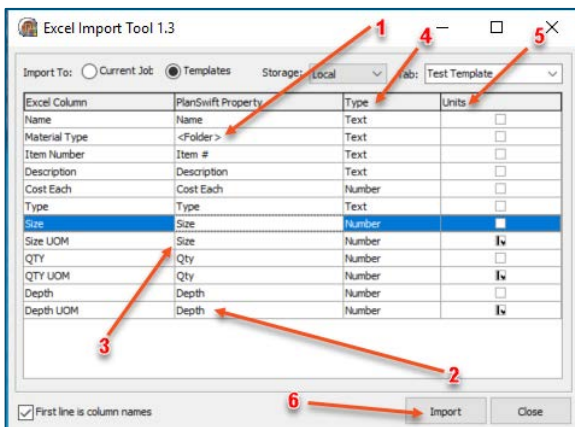 Excel Import Tool 1.3
1
4
5
Import To: Current Job Templates Storage: Local Tab: Test Template
Excel Column PlanSwift Property Type Units
Name Name Text
Material Type <Folder> Text
Item Number Item # Text
Description Description Text
Cost Each Cost Each Number
Type Type Text
Size Size Number
Size UOM Size Number
QTY Qty Number
QTY UOM Qty Number
Depth Depth Number
Depth UOM Depth Number
3
2
6
First line is column names Import Close